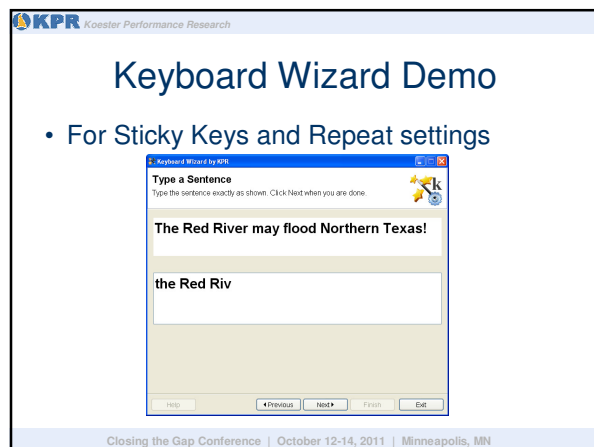 KPR Koester Performance Research
Keyboard Wizard Demo
• For Sticky Keys and Repeat settings
Keyboard Wizard by KPR
Type a Sentence
Type the sentence exactly as shown. Click Next when you are done.
k
The Red River may flood Northern Texas!
the Red Riv
Help Previous Next Finish Exit
Closing the Gap Conference | October 12-14, 2011 | Minneapolis, MN